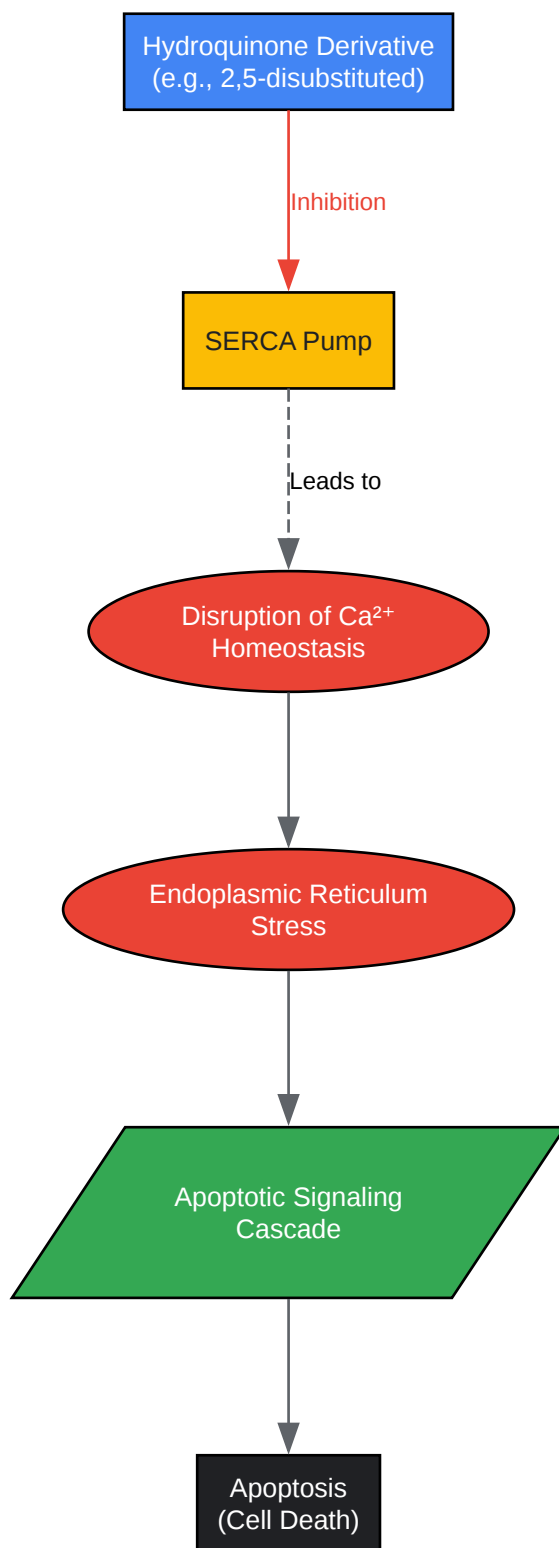 Hydroquinone Derivative
(e.g., 2,5-disubstituted)
Inhibition
SERCA Pump
Leads to
Disruption of Ca²⁺
Homeostasis
Endoplasmic Reticulum
Stress
Apoptotic Signaling
Cascade
Apoptosis
(Cell Death)